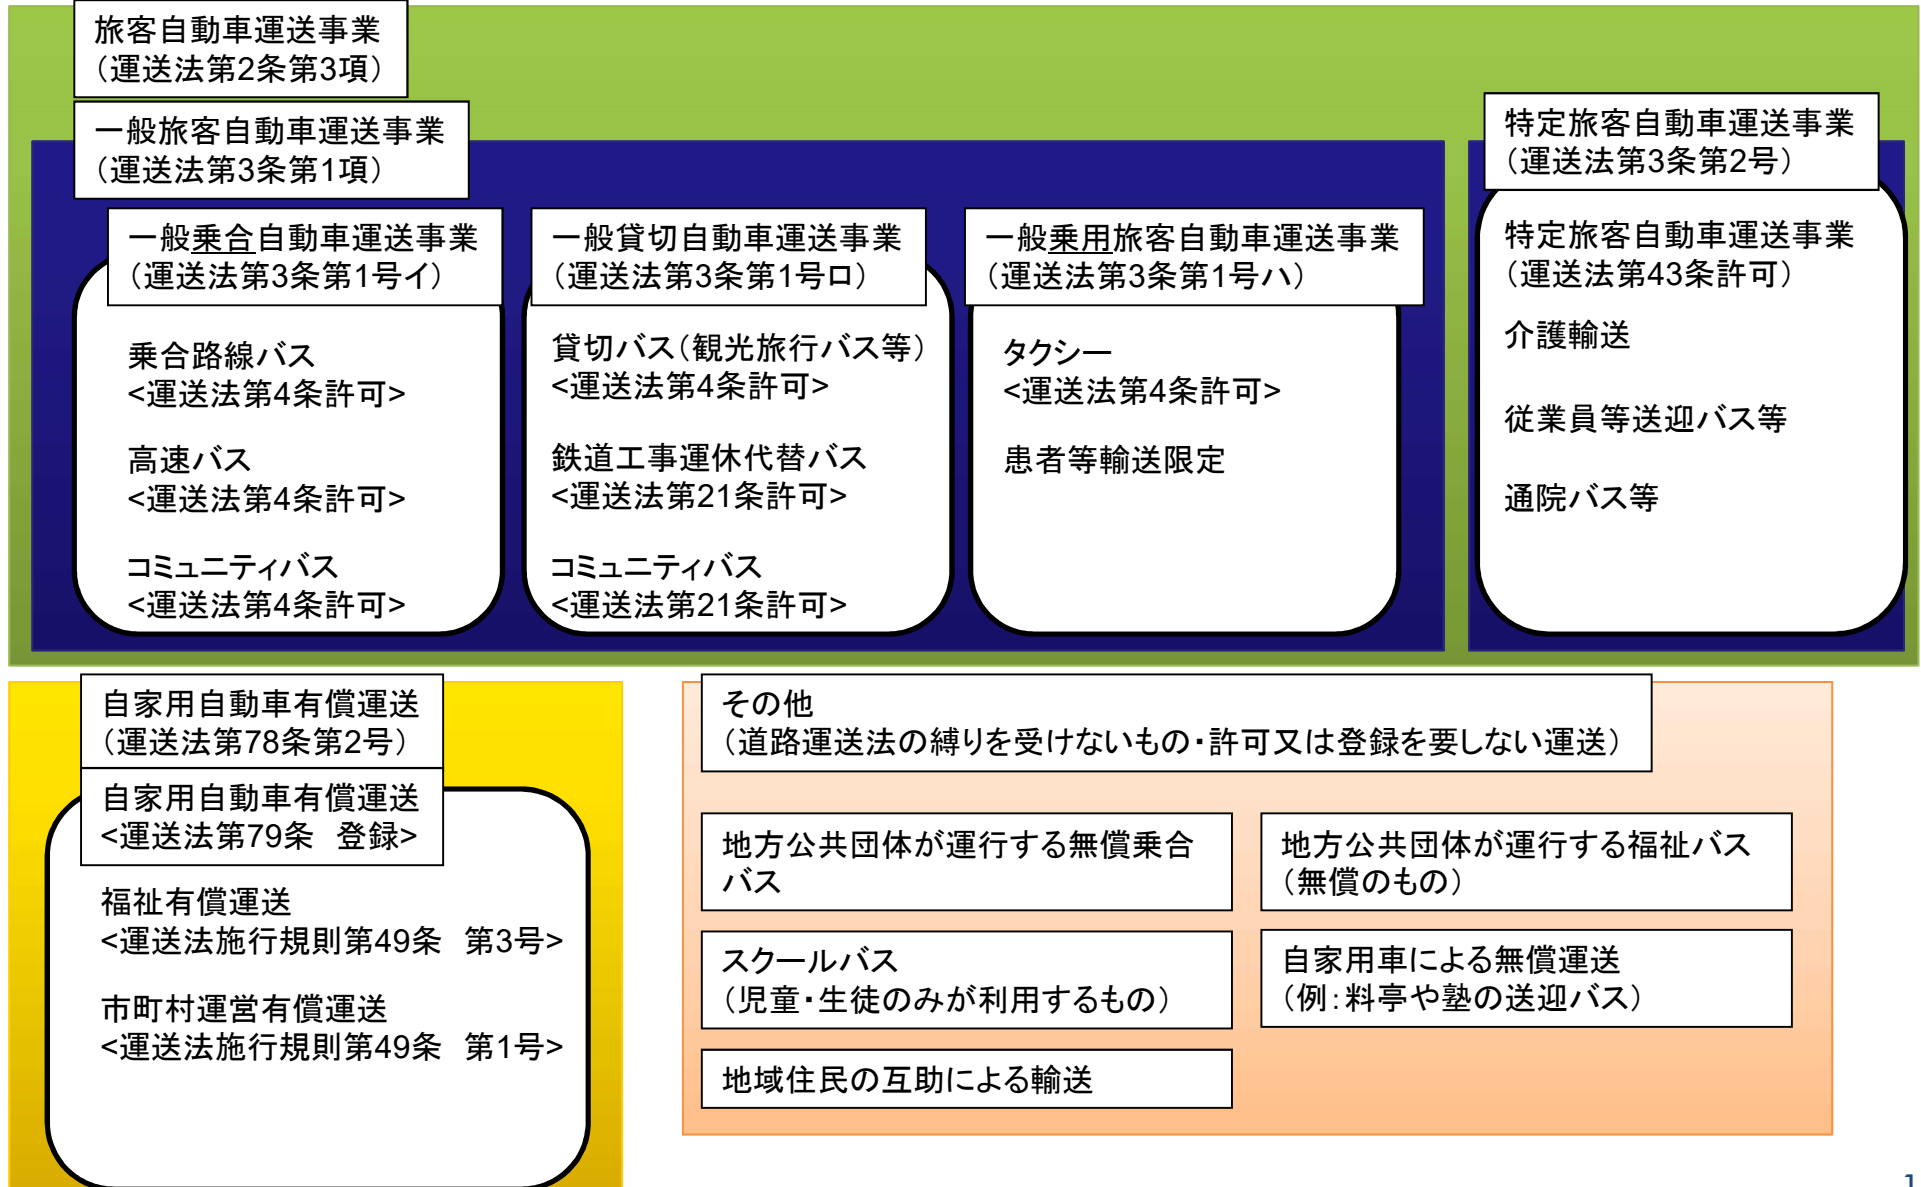 旅客自動車運送事業
（運送法第2条第3項）
一般旅客自動車運送事業
（運送法第3条第1項）
一般乗合自動車運送事業
（運送法第3条第1号イ）
乗合路線バス
<運送法第4条許可>
高速バス
<運送法第4条許可>
コミュニティバス
<運送法第4条許可>
一般貸切自動車運送事業
（運送法第3条第1号ロ）
貸切バス（観光旅行バス等）
<運送法第4条許可>
鉄道工事運休代替バス
<運送法第21条許可>
コミュニティバス
<運送法第21条許可>
一般乗用旅客自動車運送事業
（運送法第3条第1号ハ）
タクシー
<運送法第4条許可>
患者等輸送限定
特定旅客自動車運送事業
（運送法第3条第2号）
特定旅客自動車運送事業
（運送法第43条許可）
介護輸送
従業員等送迎バス等
通院バス等
自家用自動車有償運送
（運送法第78条第2号）
自家用自動車有償運送
<運送法第79条　登録>
福祉有償運送
<運送法施行規則第49条　第3号>
市町村運営有償運送
<運送法施行規則第49条　第1号>
その他
（道路運送法の縛りを受けないもの・許可又は登録を要しない運送）
地方公共団体が運行する無償乗合
バス
地方公共団体が運行する福祉バス
（無償のもの）
スクールバス
（児童・生徒のみが利用するもの）
自家用車による無償運送
（例：料亭や塾の送迎バス）
地域住民の互助による輸送
1